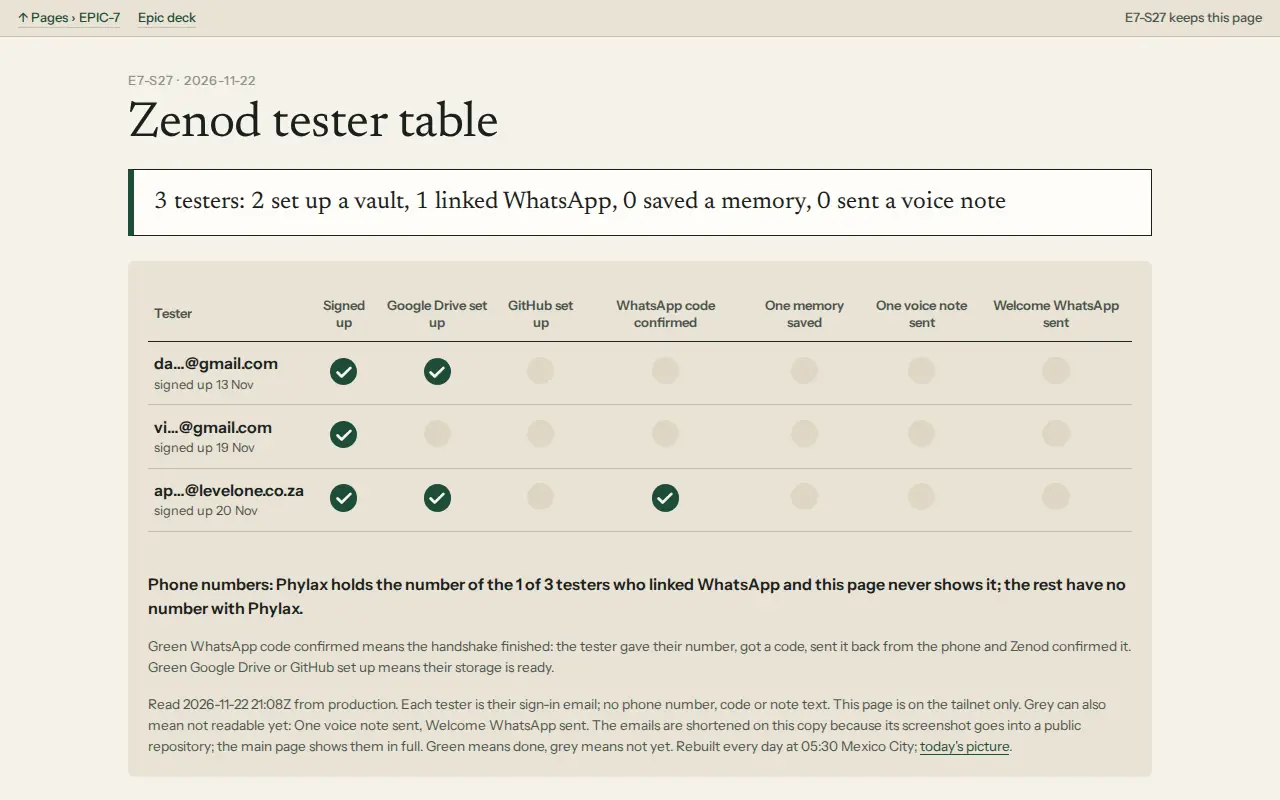 ↑ Pages › EPIC-7 Epic deck E7-S27 keeps this page
E7-S27 · 2026-11-22
Zenod tester table
3 testers: 2 set up a vault, 1 linked WhatsApp, 0 saved a memory, 0 sent a voice note
Tester Signed up Google Drive set up GitHub set up WhatsApp code confirmed One memory saved One voice note sent Welcome WhatsApp sent
da...@gmail.com
signed up 13 Nov
vi...@gmail.com
signed up 19 Nov
ap...@levelone.co.za
signed up 20 Nov
Phone numbers: Phylax holds the number of the 1 of 3 testers who linked WhatsApp and this page never shows it; the rest have no
number with Phylax.
Green WhatsApp code confirmed means the handshake finished: the tester gave their number, got a code, sent it back from the phone and Zenod confirmed it.
Green Google Drive or GitHub set up means their storage is ready.
Read 2026-11-22 21:08Z from production. Each tester is their sign-in email; no phone number, code or note text. This page is on the tailnet only. Grey can also
mean not readable yet: One voice note sent, Welcome WhatsApp sent. The emails are shortened on this copy because its screenshot goes into a public
repository; the main page shows them in full. Green means done, grey means not yet. Rebuilt every day at 05:30 Mexico City; today's picture.